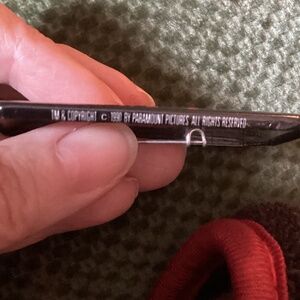 TM & COPYRIGHT © 1990 BY PARAMOUNT PICTURES. ALL RIGHTS RESERVED.